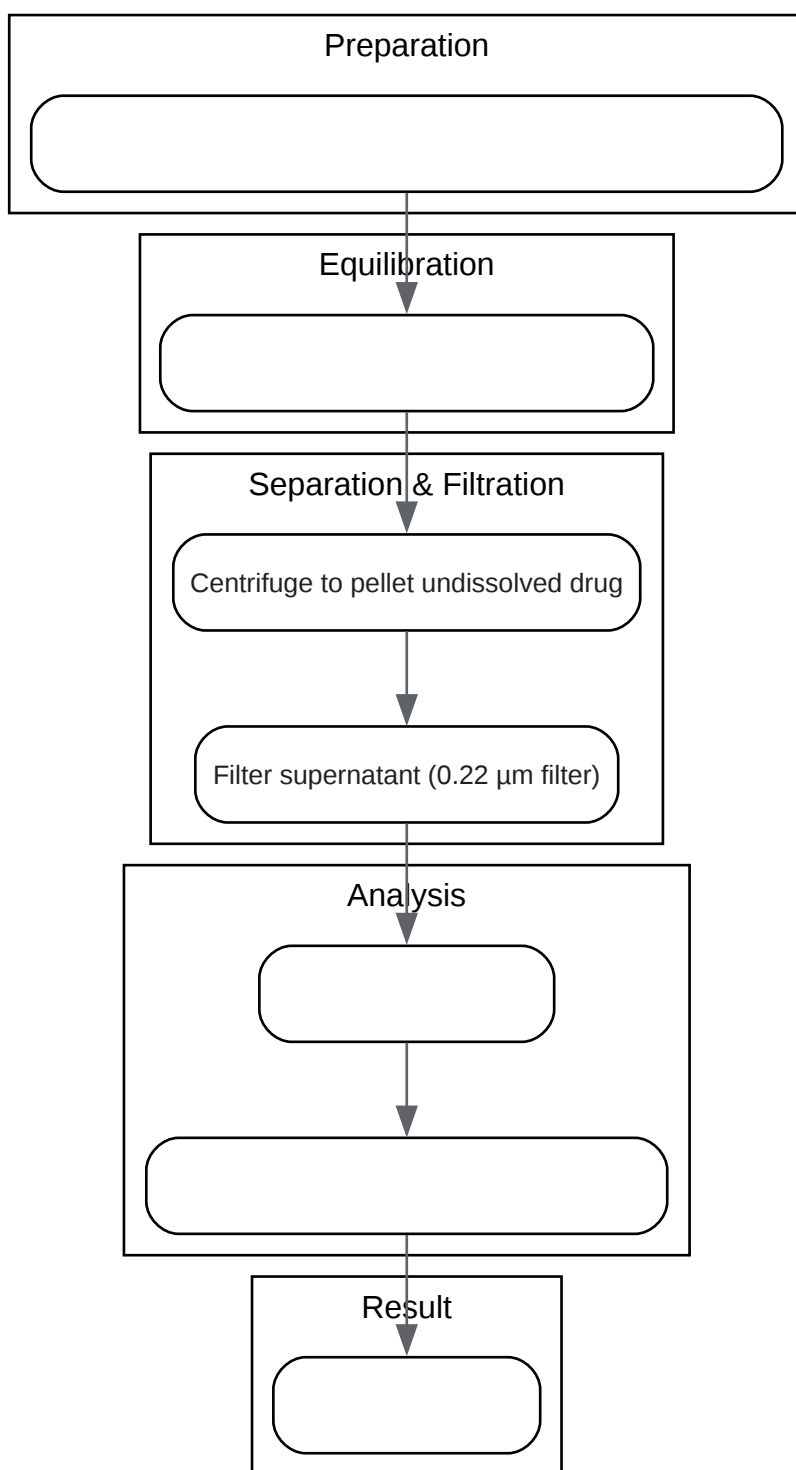 Preparation
Equilibration
Separation & Filtration
Centrifuge to pellet undissolved drug
Filter supernatant (0.22 µm filter)
Analysis
Result